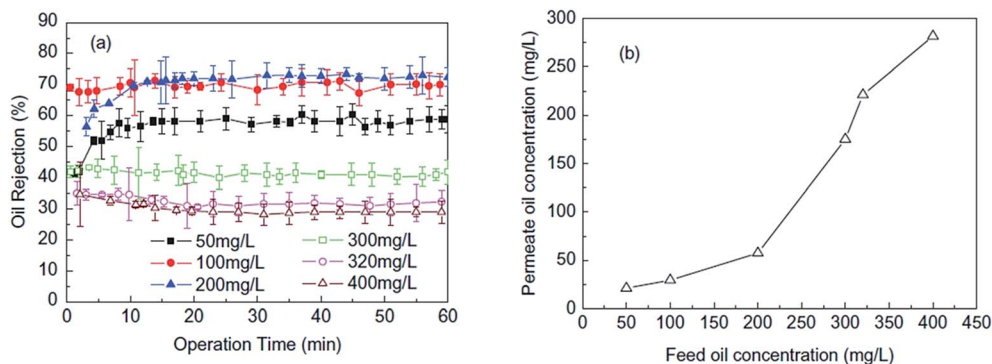 (a)
Oil Rejection (%)
90
80
70
60
50
40
30
20
10
0
50mg/L
100mg/L
200mg/L
300mg/L
320mg/L
400mg/L
0 10 20 30 40 50 60
Operation Time (min)
(b)
Permeate oil concentration (mg/L)
300
250
200
150
100
50
0
0 50 100 150 200 250 300 350 400 450
Feed oil concentration (mg/L)